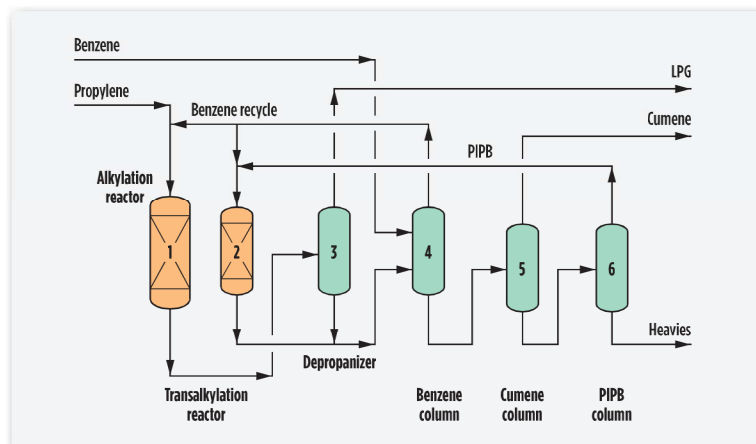 Benzene
LPG
Propylene
Benzene recycle
Cumene
PIPB
Alkylation
reactor
1
2
3
4
5
6
Heavies
Depropanizer
Transalkylation
reactor
Benzene
column
Cumene
column
PIPB
column